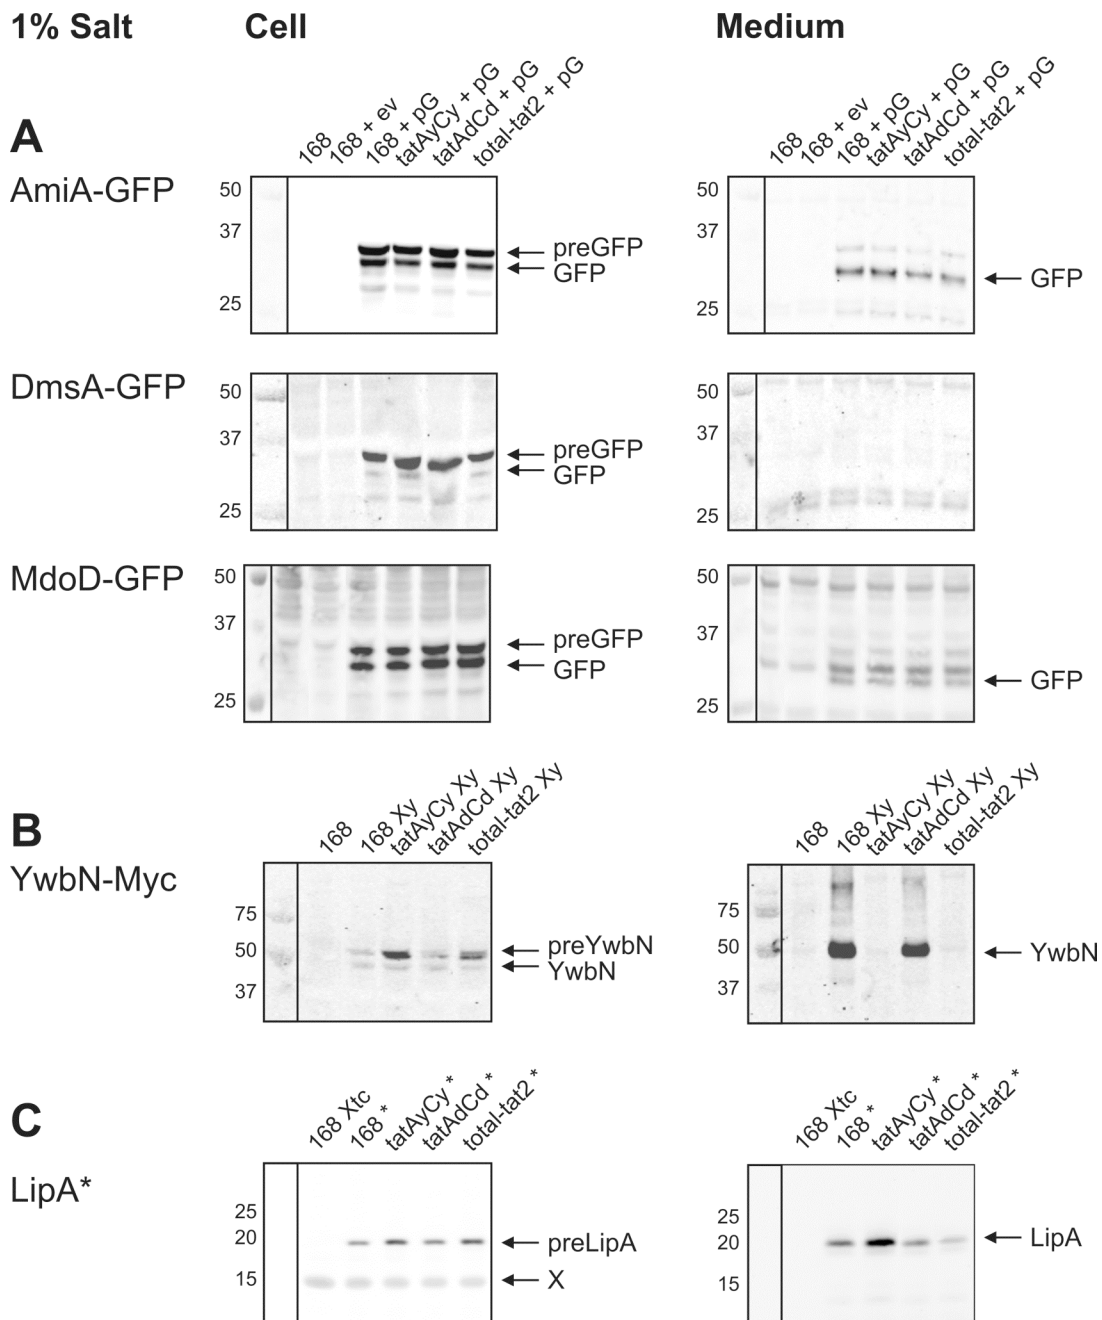 1% Salt Cell Medium
168
168 + ev
168 + pG
tatAyCy + pG
tatAdCd + pG
total-tat2 + pG
168
168 + ev
168 + pG
tatAyCy + pG
tatAdCd + pG
total-tat2 + pG
A
AmiA-GFP
50
37
25
preGFP
GFP
50
37
25
GFP
DmsA-GFP
50
37
25
preGFP
GFP
50
37
25
MdoD-GFP
50
37
25
preGFP
GFP
50
37
25
GFP
168
168 Xy
tatAyCy Xy
tatAdCd Xy
total-tat2 Xy
168
168 Xy
tatAyCy Xy
tatAdCd Xy
total-tat2 Xy
B
YwbN-Myc
75
50
37
preYwbN
YwbN
75
50
37
YwbN
168 Xtc
168 *
tatAyCy *
tatAdCd *
total-tat2 *
168 Xtc
168 *
tatAyCy *
tatAdCd *
total-tat2 *
C
LipA*
25
20
15
preLipA
X
25
20
15
LipA